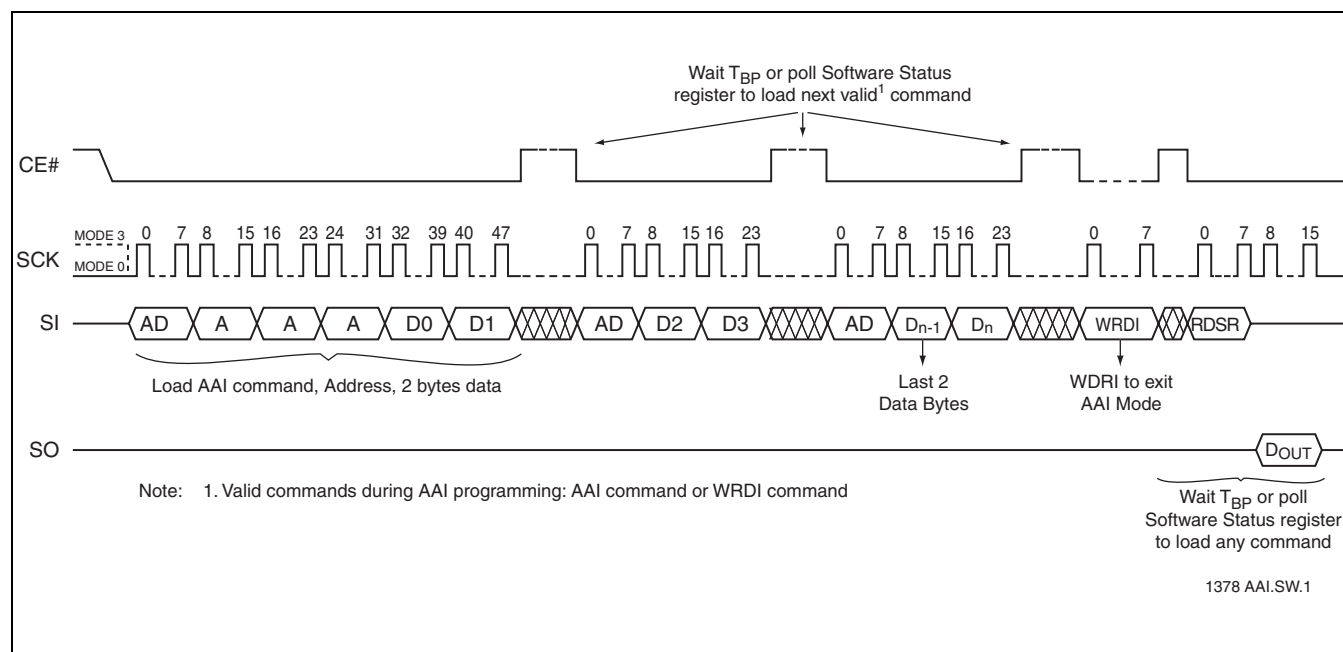 Wait TBP or poll Software Status
register to load next valid1 command
CE#
MODE 3
MODE 0
SCK
0 7 8 15 16 23 24 31 32 39 40 47 0 7 8 15 16 23 0 7 8 15 16 23 0 7 0 7 8 15
SI
AD A A A D0 D1 AD D2 D3 AD Dn-1 Dn WRDI RDSR
Load AAI command, Address, 2 bytes data
Last 2
Data Bytes
WDRI to exit
AAI Mode
SO
DOUT
Note: 1. Valid commands during AAI programming: AAI command or WRDI command
Wait TBP or poll
Software Status register
to load any command
1378 AAI.SW.1